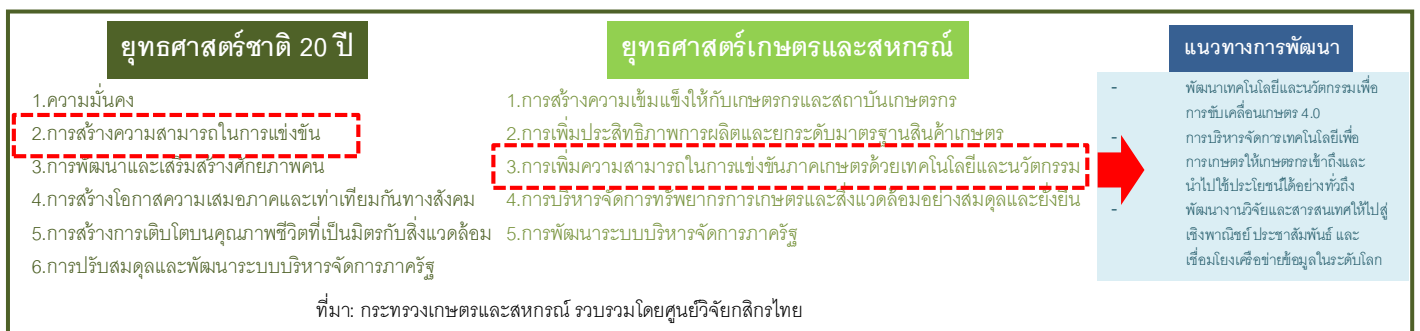 ยุทธศาสตร์ชาติ 20 ปี
1.ความมั่นคง
2.การสร้างความสามารถในการแข่งขัน
3.การพัฒนาและเสริมสร้างศักยภาพคน
4.การสร้างโอกาสความเสมอภาคและเท่าเทียมกันทางสังคม
5.การสร้างการเติบโตบนคุณภาพชีวิตที่เป็นมิตรกับสิ่งแวดล้อม
6.การปรับสมดุลและพัฒนาระบบบริหารจัดการภาครัฐ
ยุทธศาสตร์เกษตรและสหกรณ์
1.การสร้างความเข้มแข็งให้กับเกษตรกรและสถาบันเกษตรกร
2.การเพิ่มประสิทธิภาพการผลิตและยกระดับมาตรฐานสินค้าเกษตร
3.การเพิ่มความสามารถในการแข่งขันภาคเกษตรด้วยเทคโนโลยีและนวัตกรรม
4.การบริหารจัดการทรัพยากรการเกษตรและสิ่งแวดล้อมอย่างสมดุลและยั่งยืน
5.การพัฒนาระบบบริหารจัดการภาครัฐ
แนวทางการพัฒนา
- พัฒนาเทคโนโลยีและนวัตกรรมเพื่อ
การขับเคลื่อนเกษตร 4.0
- การบริหารจัดการเทคโนโลยีเพื่อ
การเกษตรให้เกษตรกรเข้าถึงและ
นำไปใช้ประโยชน์ได้อย่างทั่วถึง
- พัฒนางานวิจัยและสารสนเทศให้ไปสู่
เชิงพาณิชย์ ประชาสัมพันธ์ และ
เชื่อมโยงเครือข่ายข้อมูลในระดับโลก
ที่มา: กระทรวงเกษตรและสหกรณ์ รวบรวมโดยศูนย์วิจัยกสิกรไทย